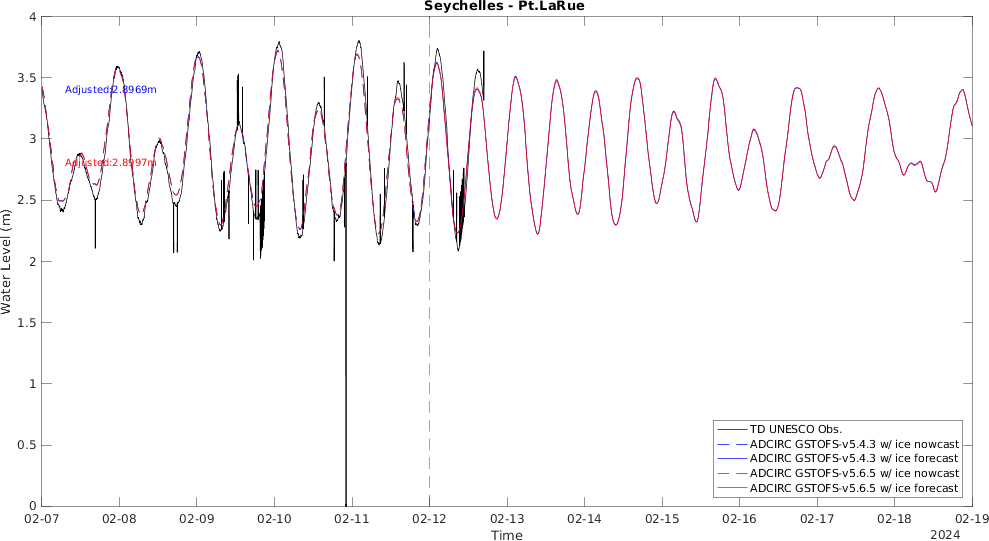 Seychelles - Pt.LaRue
4
3.5
3
2.5
2
1.5
1
0.5
0
Water Level (m)
Adjusted:2.8969m
Adjusted:2.8997m
TD UNESCO Obs.
ADCIRC GSTOFS-v5.4.3 w/ ice nowcast
ADCIRC GSTOFS-v5.4.3 w/ ice forecast
ADCIRC GSTOFS-v5.6.5 w/ ice nowcast
ADCIRC GSTOFS-v5.6.5 w/ ice forecast
02-07 02-08 02-09 02-10 02-11 02-12 02-13 02-14 02-15 02-16 02-17 02-18 02-19
Time
2024